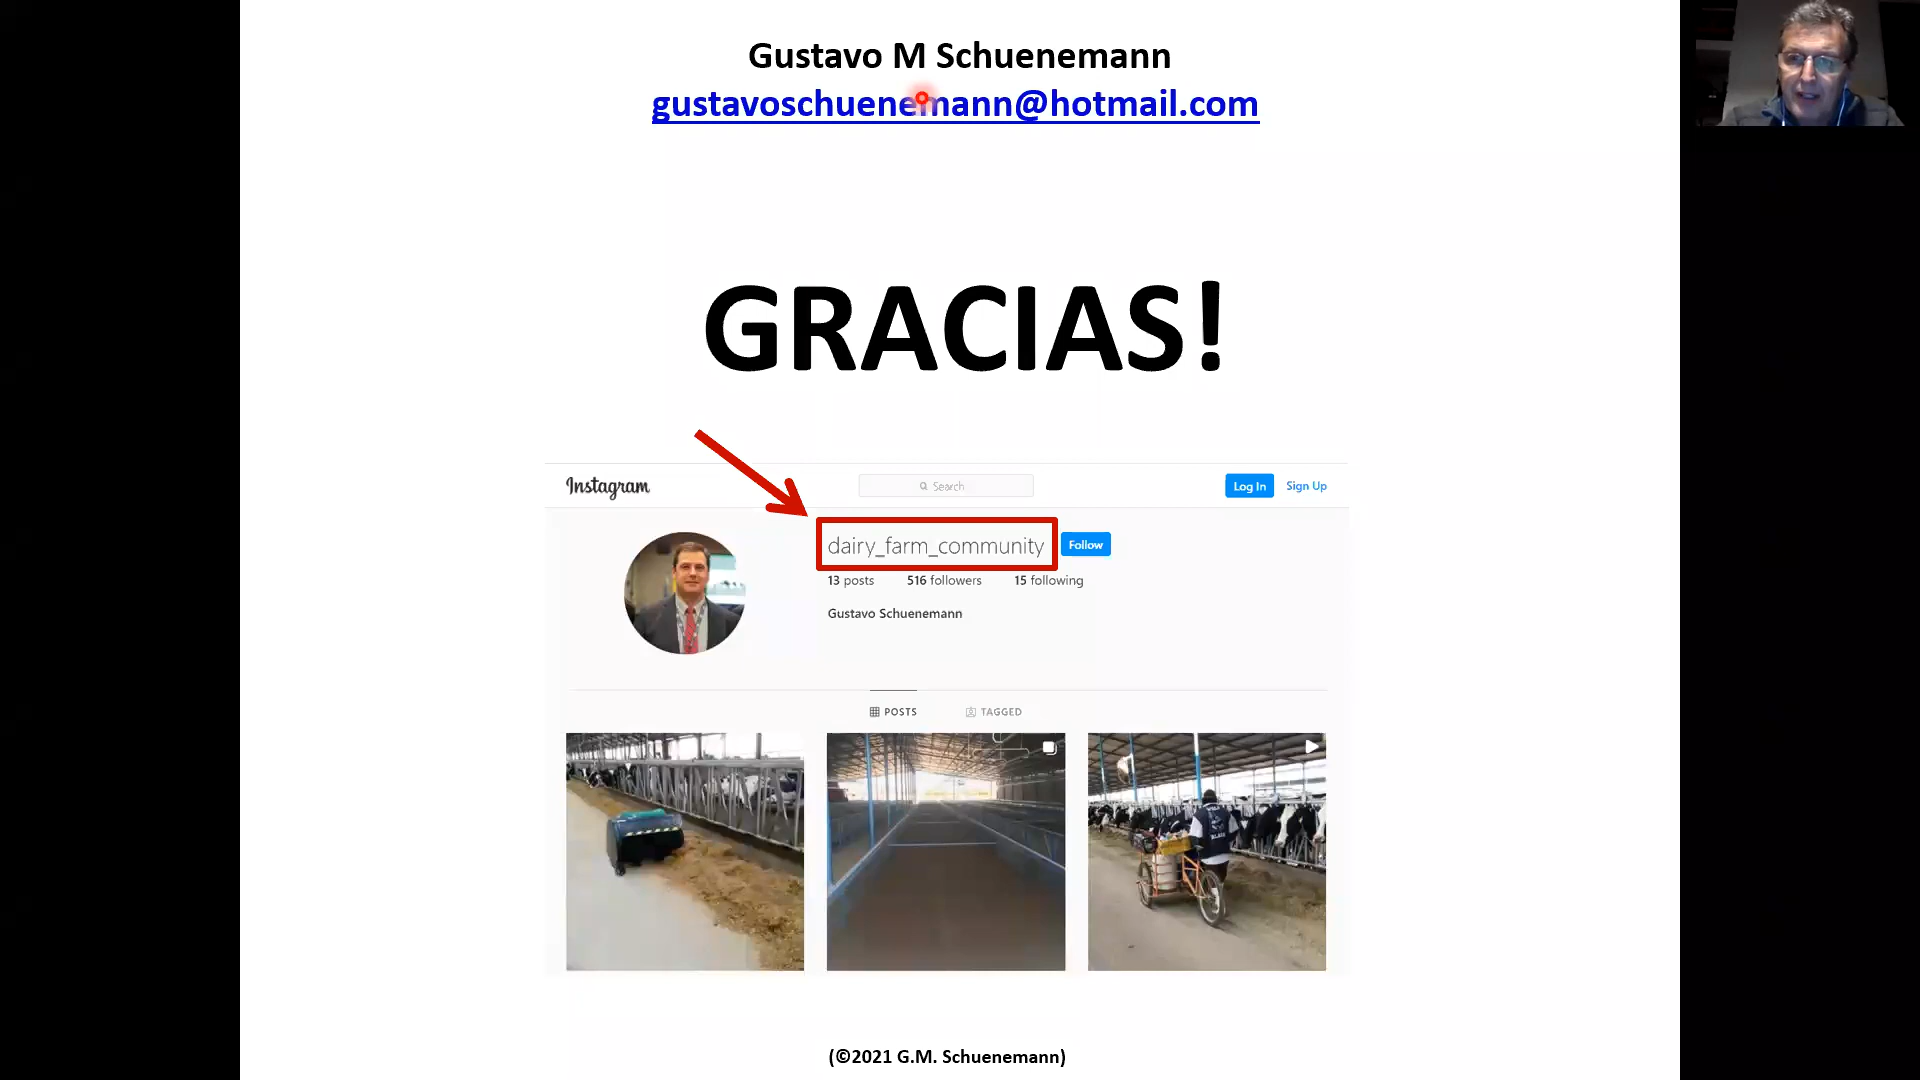 Gustavo M Schuenemann
gustavoschuenemann@hotmail.com
GRACIAS!
Instagram
Search
Log In
Sign Up
dairy_farm_community
Follow
13 posts 516 followers 15 following
Gustavo Schuenemann
POSTS TAGGED
(©2021 G.M. Schuenemann)